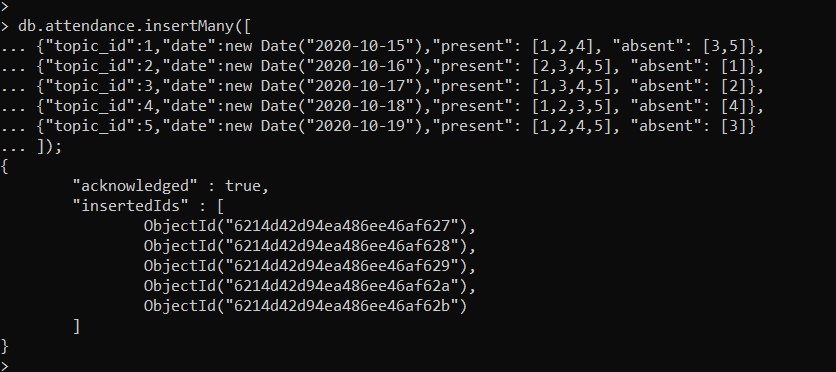 >
> db.attendance.insertMany([
... {"topic_id":1,"date":new Date("2020-10-15"),"present": [1,2,4], "absent": [3,5]},
... {"topic_id":2,"date":new Date("2020-10-16"),"present": [2,3,4,5], "absent": [1]},
... {"topic_id":3,"date":new Date("2020-10-17"),"present": [1,3,4,5], "absent": [2]},
... {"topic_id":4,"date":new Date("2020-10-18"),"present": [1,2,3,5], "absent": [4]},
... {"topic_id":5,"date":new Date("2020-10-19"),"present": [1,2,4,5], "absent": [3]}
... ]);
{
        "acknowledged" : true,
        "insertedIds" : [
                ObjectId("6214d42d94ea486ee46af627"),
                ObjectId("6214d42d94ea486ee46af628"),
                ObjectId("6214d42d94ea486ee46af629"),
                ObjectId("6214d42d94ea486ee46af62a"),
                ObjectId("6214d42d94ea486ee46af62b")
        ]
}
>